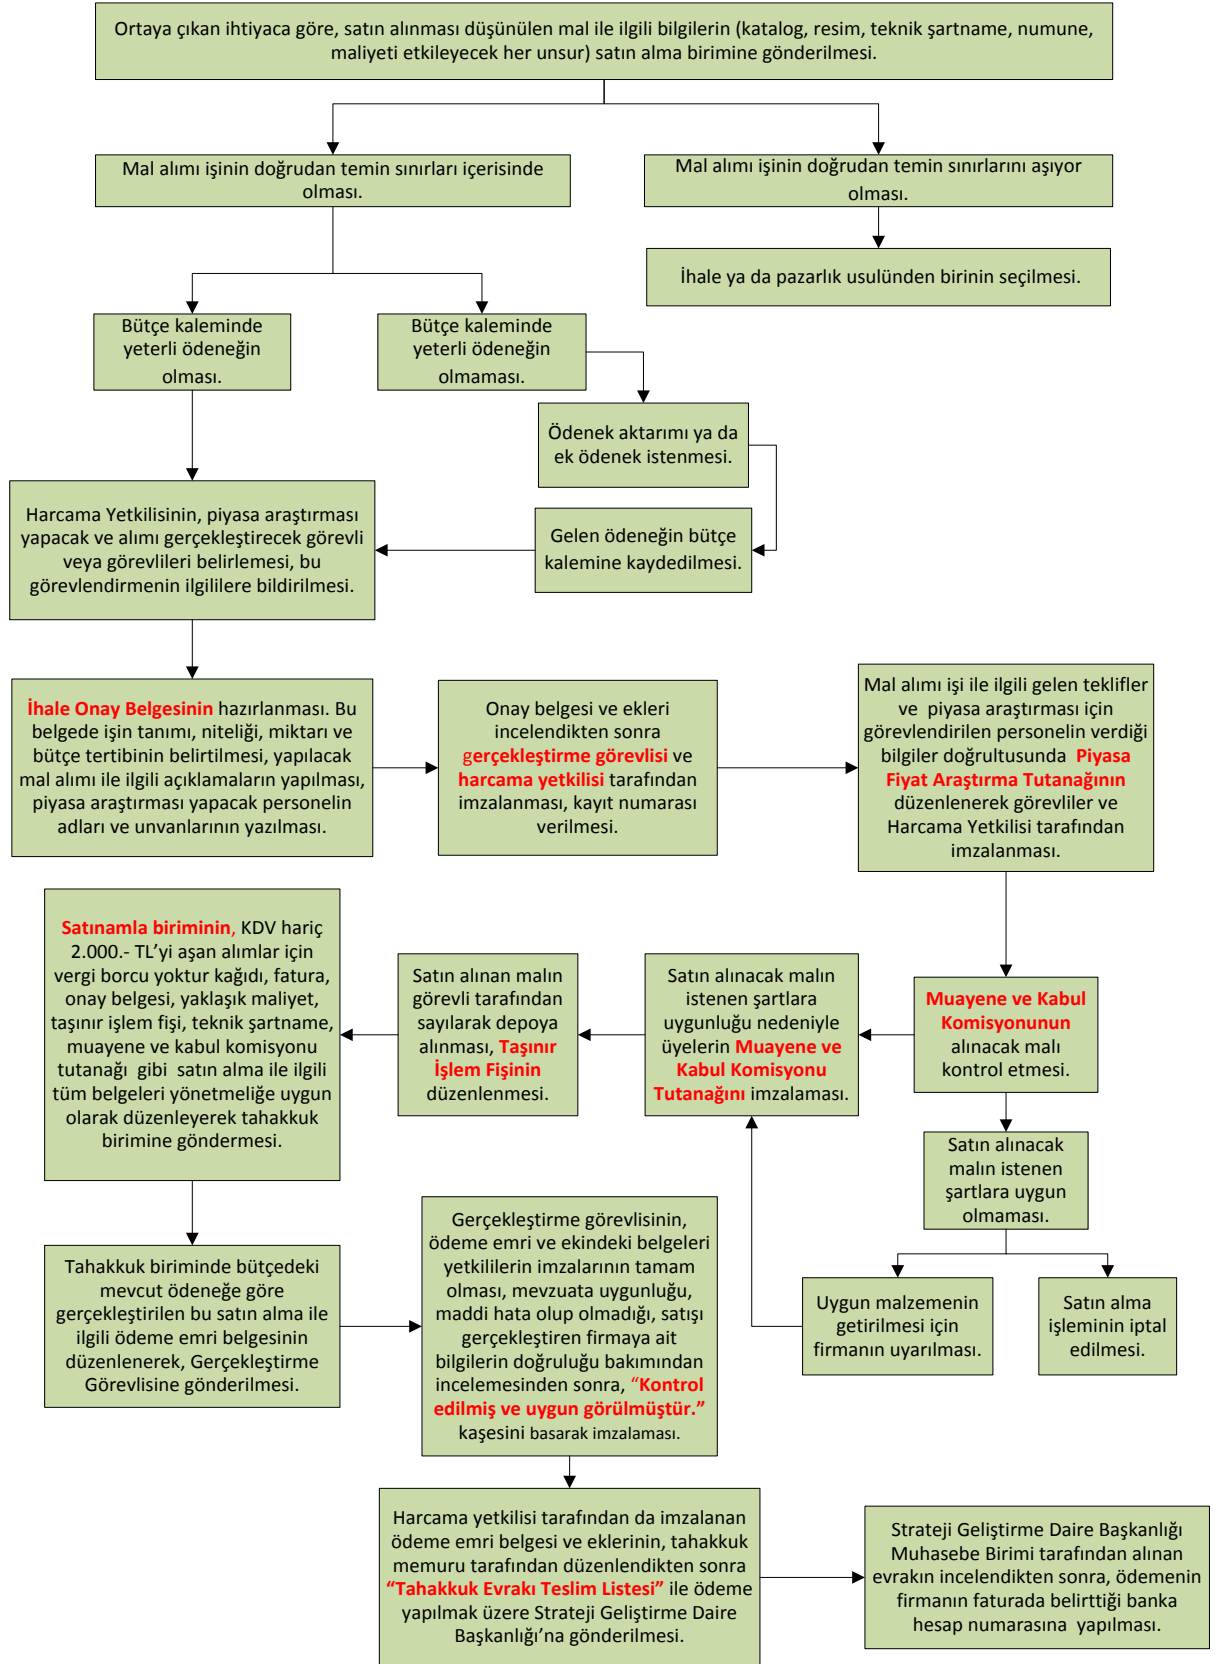 Ortaya çıkan ihtiyaca göre, satın alınması düşünülen mal ile ilgili bilgilerin (katalog, resim, teknik şartname, numune,
maliyeti etkileyecek her unsur) satın alma birimine gönderilmesi.
Mal alımı işinin doğrudan temin sınırları içerisinde
olması.
Mal alımı işinin doğrudan temin sınırlarını aşıyor
olması.
İhale ya da pazarlık usulünden birinin seçilmesi.
Bütçe kaleminde
yeterli ödeneğin
olması.
Bütçe kaleminde
yeterli ödeneğin
olmaması.
Ödenek aktarımı ya da
ek ödenek istenmesi.
Gelen ödeneğin bütçe
kalemine kaydedilmesi.
Harcama Yetkilisinin, piyasa araştırması
yapacak ve alımı gerçekleştirecek görevli
veya görevlileri belirlemesi, bu
görevlendirmenin ilgililere bildirilmesi.
İhale Onay Belgesinin hazırlanması. Bu
belgede işin tanımı, niteliği, miktarı ve
bütçe tertibinin belirtilmesi, yapılacak
mal alımı ile ilgili açıklamaların yapılması,
piyasa araştırması yapacak personelin
adları ve unvanlarının yazılması.
Onay belgesi ve ekleri
incelendikten sonra
gerçekleştirme görevlisi ve
harcama yetkilisi tarafından
imzalanması, kayıt numarası
verilmesi.
Mal alımı işi ile ilgili gelen teklifler
ve piyasa araştırması için
görevlendirilen personelin verdiği
bilgiler doğrultusunda Piyasa
Fiyat Araştırma Tutanağının
düzenlenerek görevliler ve
Harcama Yetkilisi tarafından
imzalanması.
Muayene ve Kabul
Komisyonunun
alınacak malı
kontrol etmesi.
Satın alınacak malın
istenen şartlara
uygunluğu nedeniyle
üyelerin Muayene ve
Kabul Komisyonu
Tutanağını imzalaması.
Satın alınan malın
görevli tarafından
sayılarak depoya
alınması, Taşınır
İşlem Fişinin
düzenlenmesi.
Satınamla biriminin, KDV hariç
2.000.- TL’yi aşan alımlar için
vergi borcu yoktur kağıdı, fatura,
onay belgesi, yaklaşık maliyet,
taşınır işlem fişi, teknik şartname,
muayene ve kabul komisyonu
tutanağı gibi satın alma ile ilgili
tüm belgeleri yönetmeliğe uygun
olarak düzenleyerek tahakkuk
birimine göndermesi.
Satın alınacak
malın istenen
şartlara uygun
olmaması.
Uygun malzemenin
getirilmesi için
firmanın uyarılması.
Satın alma
işleminin iptal
edilmesi.
Tahakkuk biriminde bütçedeki
mevcut ödeneğe göre
gerçekleştirilen bu satın alma ile
ilgili ödeme emri belgesinin
düzenlenerek, Gerçekleştirme
Görevlisine gönderilmesi.
Gerçekleştirme görevlisinin,
ödeme emri ve ekindeki belgeleri
yetkililerin imzalarının tamam
olması, mevzuata uygunluğu,
maddi hata olup olmadığı, satışı
gerçekleştiren firmaya ait
bilgilerin doğruluğu bakımından
incelemesinden sonra, “Kontrol
edilmiş ve uygun görülmüştür.”
kaşesini basarak imzalaması.
Harcama yetkilisi tarafından da imzalanan
ödeme emri belgesi ve eklerinin, tahakkuk
memuru tarafından düzenlendikten sonra
“Tahakkuk Evrakı Teslim Listesi” ile ödeme
yapılmak üzere Strateji Geliştirme Daire
Başkanlığı’na gönderilmesi.
Strateji Geliştirme Daire Başkanlığı
Muhasebe Birimi tarafından alınan
evrakın incelendikten sonra, ödemenin
firmanın faturada belirttiği banka
hesap numarasına yapılması.